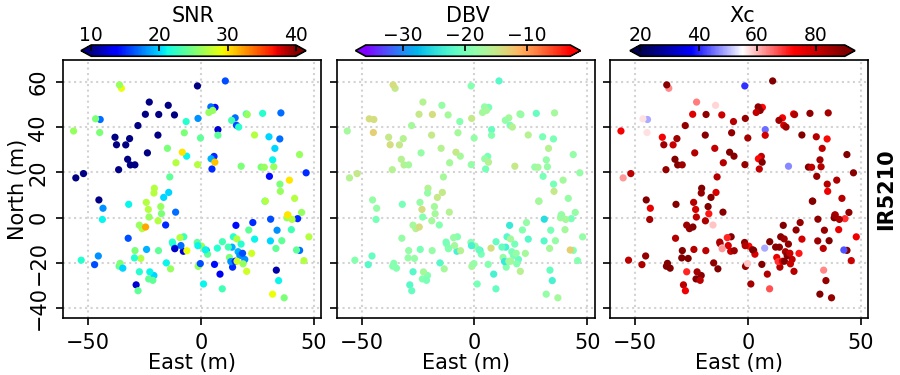 SNR DBV Xc
10 20 30 40 −30 −20 −10 20 40 60 80
60
40
20
0
−20
−40
North (m)
IR5210
−50 0 50 −50 0 50 −50 0 50
East (m) East (m) East (m)